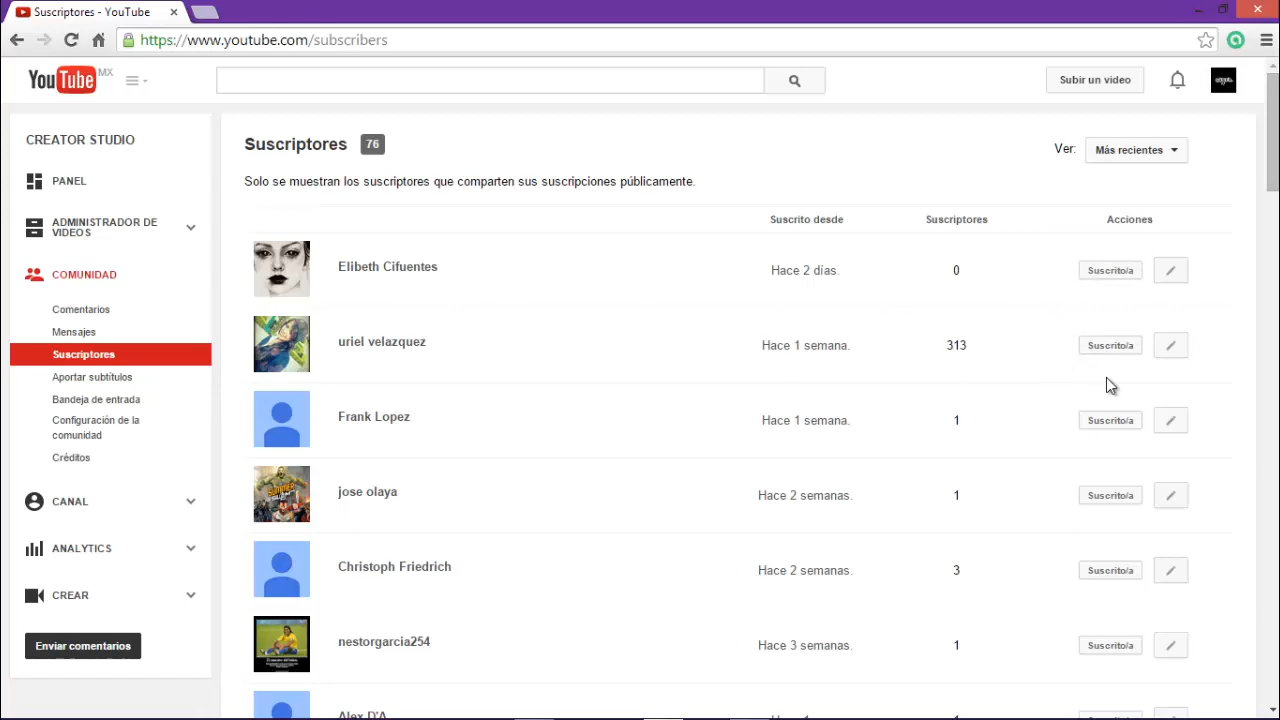 Suscriptores - YouTube
https://www.youtube.com/subscribers
YouTube MX
Subir un video
CREATOR STUDIO
PANEL
ADMINISTRADOR DE
VIDEOS
COMUNIDAD
Comentarios
Mensajes
Suscriptores
Aportar subtítulos
Bandeja de entrada
Configuración de la
comunidad
Créditos
CANAL
ANALYTICS
CREAR
Enviar comentarios
Suscriptores 76
Ver: Más recientes
Solo se muestran los suscriptores que comparten sus suscripciones públicamente.
Suscrito desde Suscriptores Acciones
Elibeth Cifuentes Hace 2 días. 0 Suscrito/a
uriel velazquez Hace 1 semana. 313 Suscrito/a
Frank Lopez Hace 1 semana. 1 Suscrito/a
jose olaya Hace 2 semanas. 1 Suscrito/a
Christoph Friedrich Hace 2 semanas. 3 Suscrito/a
nestorgarcia254 Hace 3 semanas. 1 Suscrito/a
Alex D'A